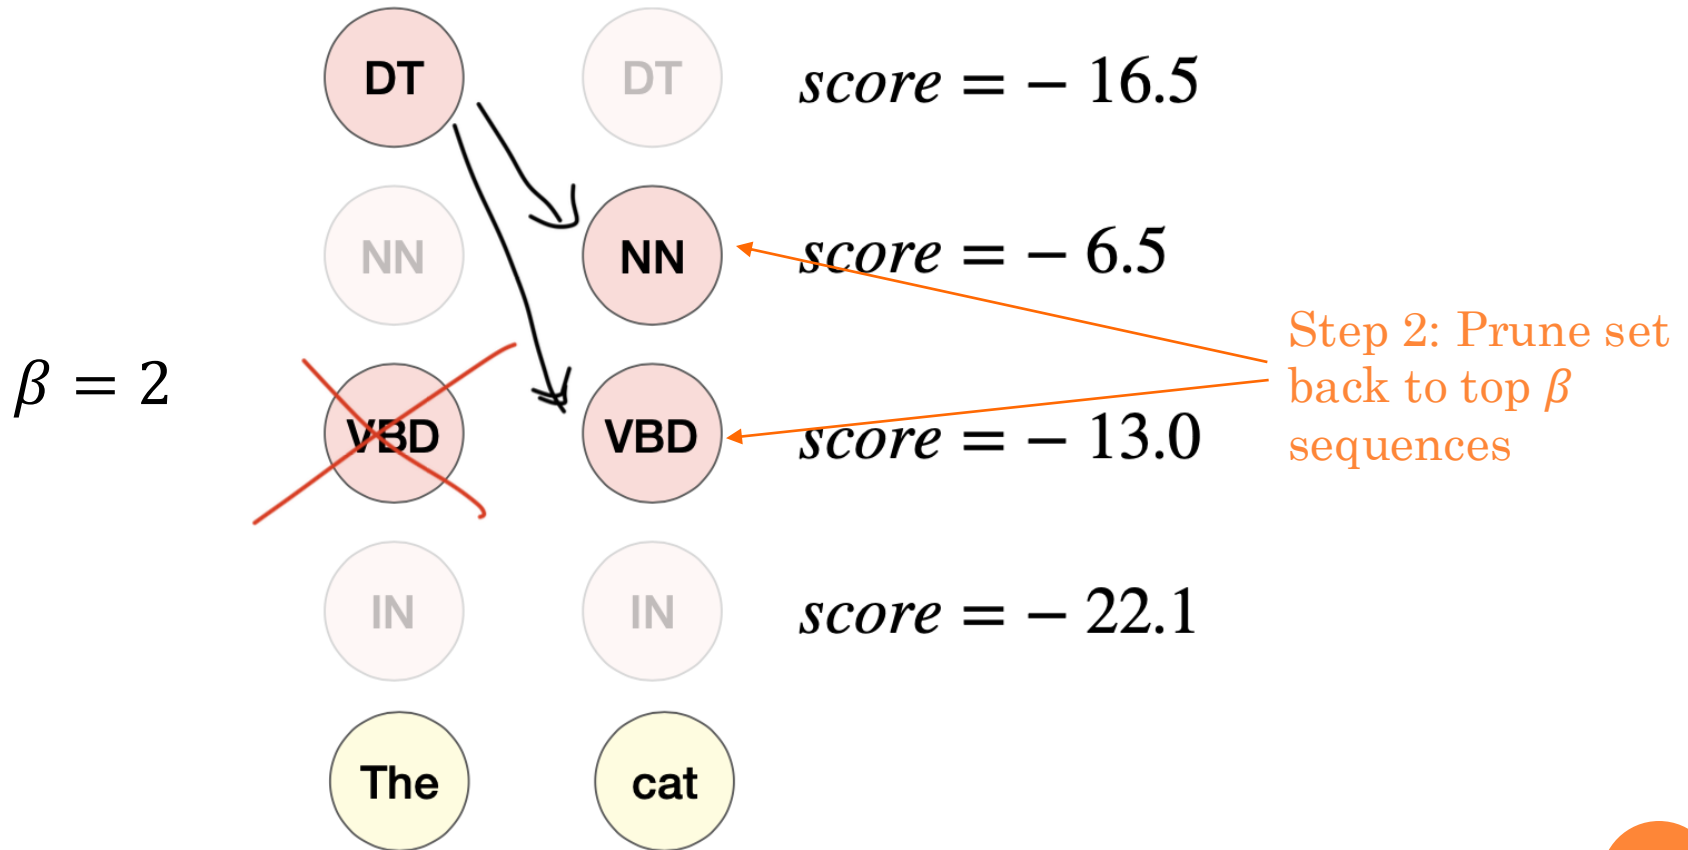 DT DT score = − 16.5
NN NN score = − 6.5
β = 2
Step 2: Prune set
back to top β
sequences
VBD VBD score = − 13.0
IN IN score = − 22.1
The cat